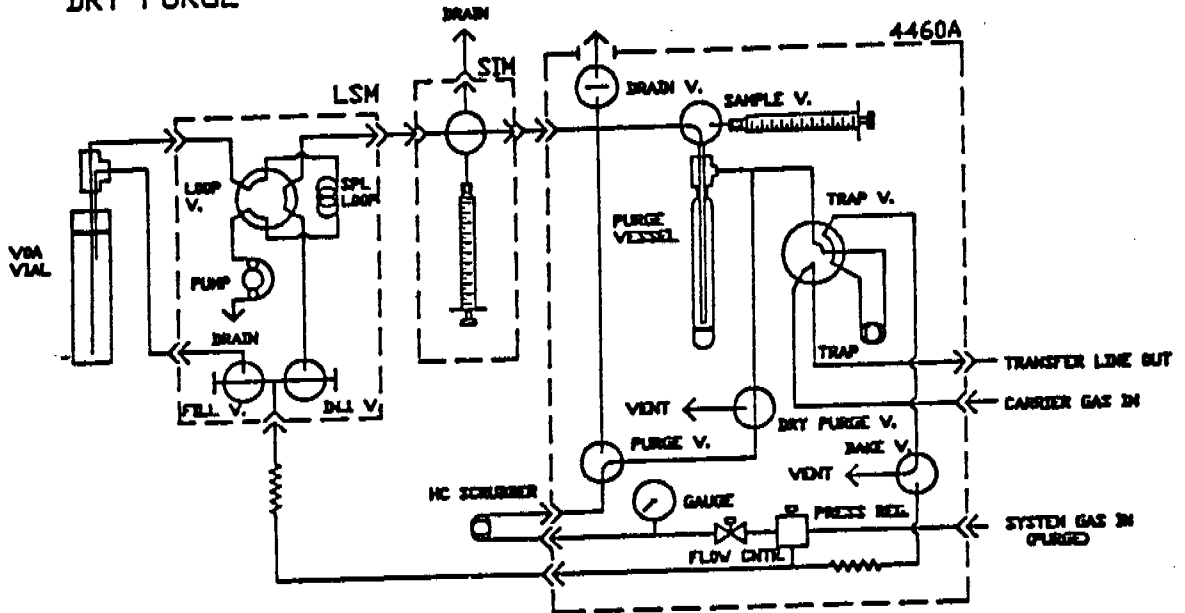 DRY PURGE
DRAIN
4460A
SIM
DRAIN V.
SAMPLE V.
LSM
LOOP
V.
SPL
LOOP
PURGE
VESSEL
TRAP V.
VOA
VIAL
PUMP
DRAIN
TRAP
TRANSFER LINE OUT
FILL V.
INJ. V.
VENT
CARRIER GAS IN
DRY PURGE V.
PURGE V.
BAKE V.
VENT
HC SCRUBBER
GAUGE
PRESS REG.
SYSTEM GAS IN
(PURGE)
FLOW CNTL